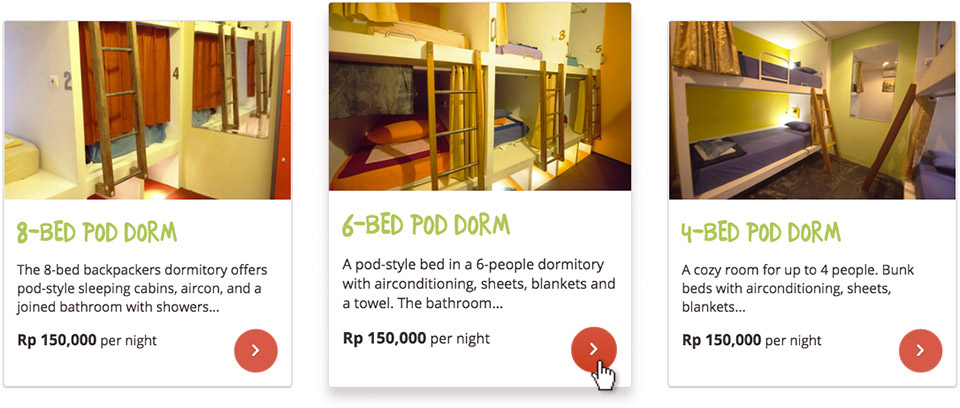 2
4
8-BED POD DORM
The 8-bed backpackers dormitory offers
pod-style sleeping cabins, aircon, and a
joined bathroom with showers...
Rp 150,000 per night
8
6-BED POD DORM
A pod-style bed in a 6-people dormitory
with airconditioning, sheets, blankets and
a towel. The bathroom...
Rp 150,000 per night
4-BED POD DORM
A cozy room for up to 4 people. Bunk
beds with airconditioning, sheets,
blankets...
Rp 150,000 per night